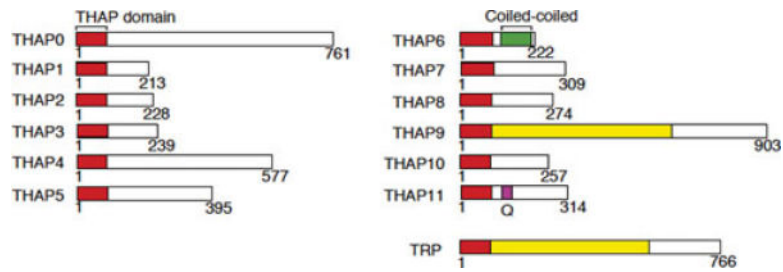 THAP domain
THAP0
1 761
THAP1
1 213
THAP2
1 228
THAP3
1 239
THAP4
1 577
THAP5
1 395
Coiled-coiled
THAP6
1 222
THAP7
1 309
THAP8
1 274
THAP9
1 903
THAP10
1 257
THAP11
1 Q 314
TRP
1 766